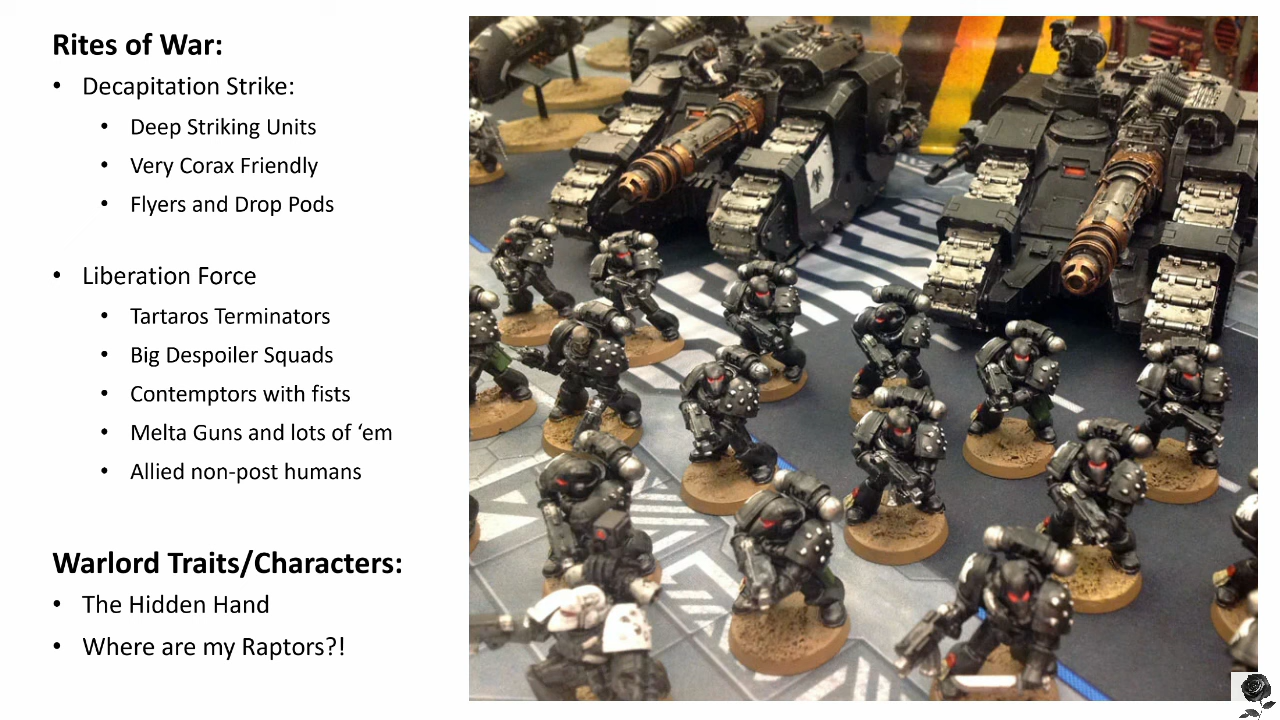 Rites of War:
• Decapitation Strike:
• Deep Striking Units
• Very Corax Friendly
• Flyers and Drop Pods
• Liberation Force
• Tartaros Terminators
• Big Despoiler Squads
• Contemptors with fists
• Melta Guns and lots of ‘em
• Allied non-post humans
Warlord Traits/Characters:
• The Hidden Hand
• Where are my Raptors?!